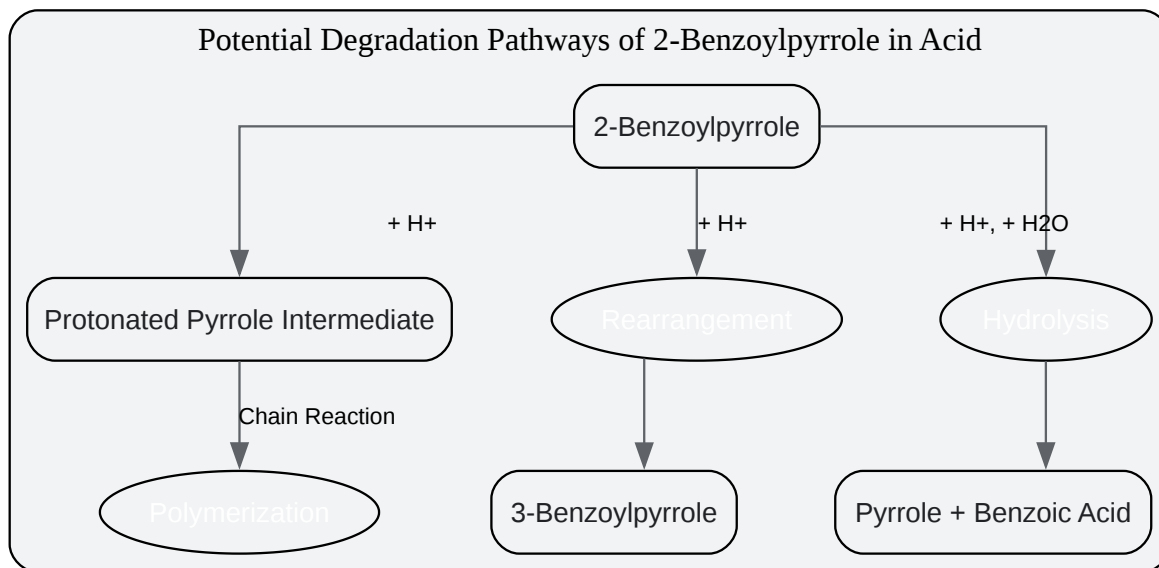 Potential Degradation Pathways of 2-Benzoylpyrrole in Acid
2-Benzoylpyrrole
+ H+
+ H+
+ H+, + H2O
Protonated Pyrrole Intermediate
Rearrangement
Hydrolysis
Chain Reaction
Polymerization
3-Benzoylpyrrole
Pyrrole + Benzoic Acid